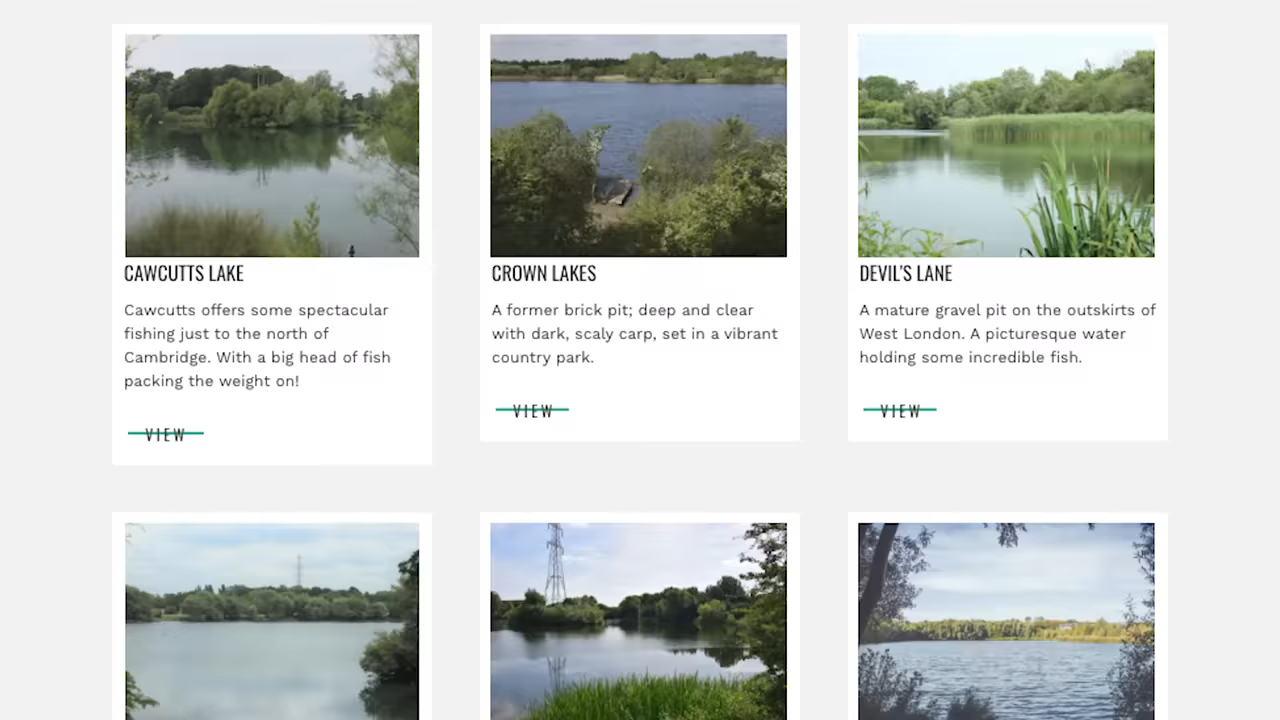 CAWCUTTS LAKE
Cawcutts offers some spectacular
fishing just to the north of
Cambridge. With a big head of fish
packing the weight on!
VIEW
CROWN LAKES
A former brick pit; deep and clear
with dark, scaly carp, set in a vibrant
country park.
VIEW
DEVIL'S LANE
A mature gravel pit on the outskirts of
West London. A picturesque water
holding some incredible fish.
VIEW